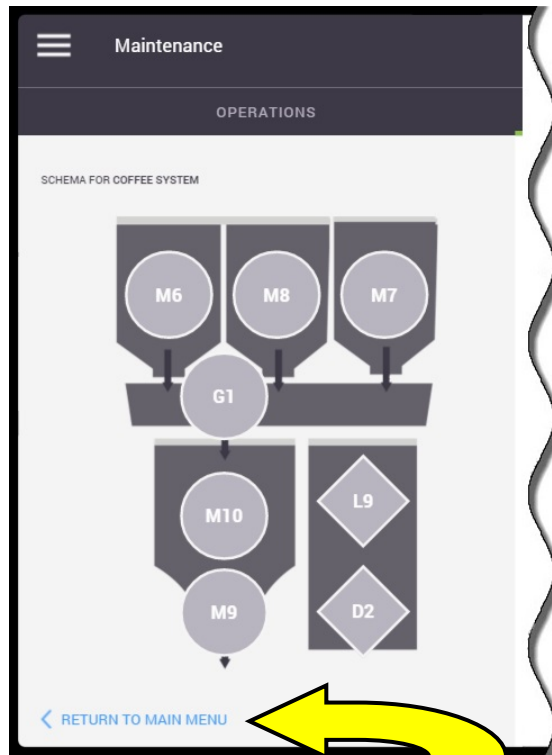 Maintenance
OPERATIONS
SCHEMA FOR COFFEE SYSTEM
M6 M8 M7
G1
M10 L9
M9 D2
RETURN TO MAIN MENU